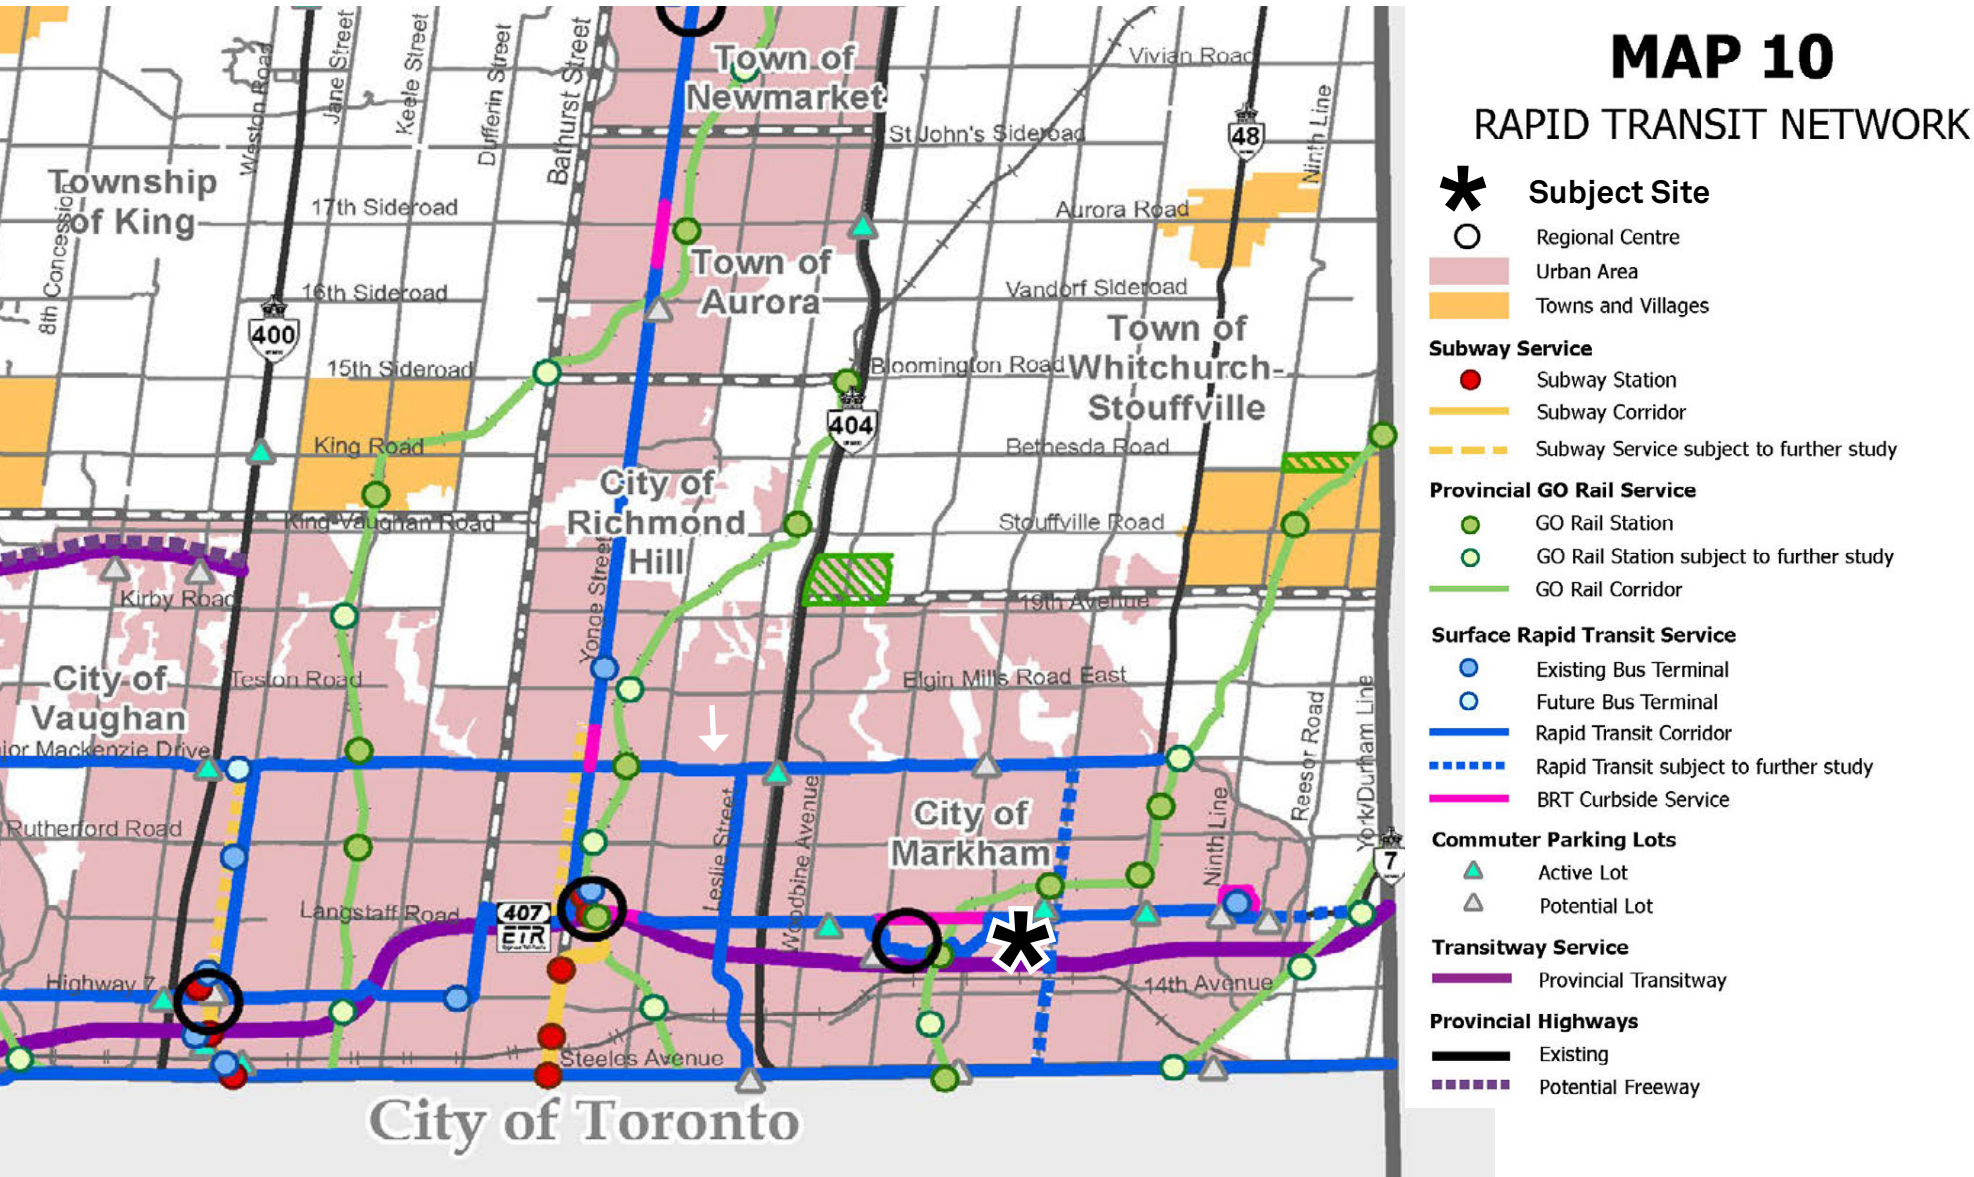 MAP 10
RAPID TRANSIT NETWORK
Subject Site
Regional Centre
Urban Area
Towns and Villages
Subway Service
Subway Station
Subway Corridor
Subway Service subject to further study
Provincial GO Rail Service
GO Rail Station
GO Rail Station subject to further study
GO Rail Corridor
Surface Rapid Transit Service
Existing Bus Terminal
Future Bus Terminal
Rapid Transit Corridor
Rapid Transit subject to further study
BRT Curbside Service
Commuter Parking Lots
Active Lot
Potential Lot
Transitway Service
Provincial Transitway
Provincial Highways
Existing
Potential Freeway
Weston Road
Jane Street
Keele Street
Dufferin Street
Bathurst Street
Town of
Newmarket
Vivian Road
St John's Sideroad
48
Ninth Line
Township
of King
8th Concession
17th Sideroad
Aurora Road
Town of
Aurora
16th Sideroad
Vandorf Sideroad
400
Town of
Whitchurch-
Stouffville
15th Sideroad
Bloomington Road
404
King Road
Bethesda Road
City of
Richmond
Hill
King-Vaughan Road
Stouffville Road
Yonge Street
Kirby Road
19th Avenue
City of
Vaughan
Teston Road
Elgin Mills Road East
Reesor Road
York/Durham Line
jor Mackenzie Drive
Rutherford Road
Leslie Street
Woodbine Avenue
City of
Markham
Ninth Line
7
Langstaff Road
407
ETR
Highway 7
14th Avenue
Steeles Avenue
City of Toronto